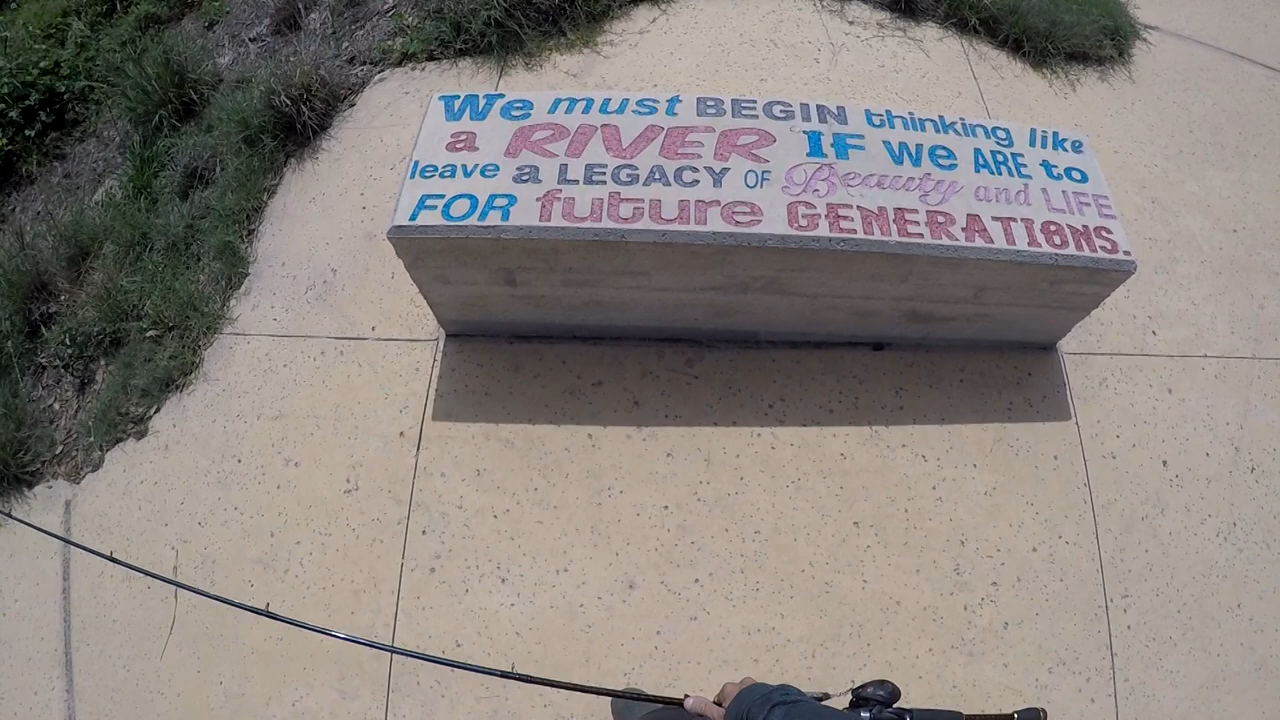 We must BEGIN thinking like
a RIVER IF we ARE to
leave a LEGACY OF Beauty and LIFE
FOR future GENERATIONS.